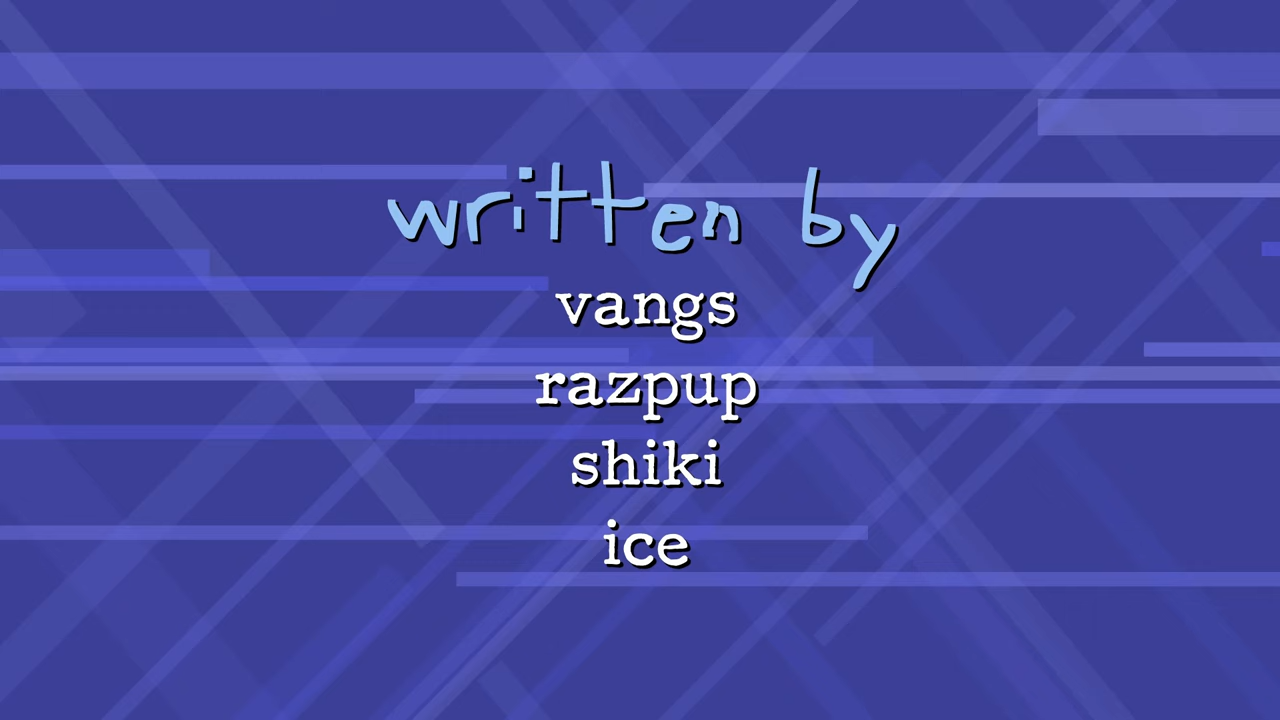 written by
vangs
razpup
shiki
ice